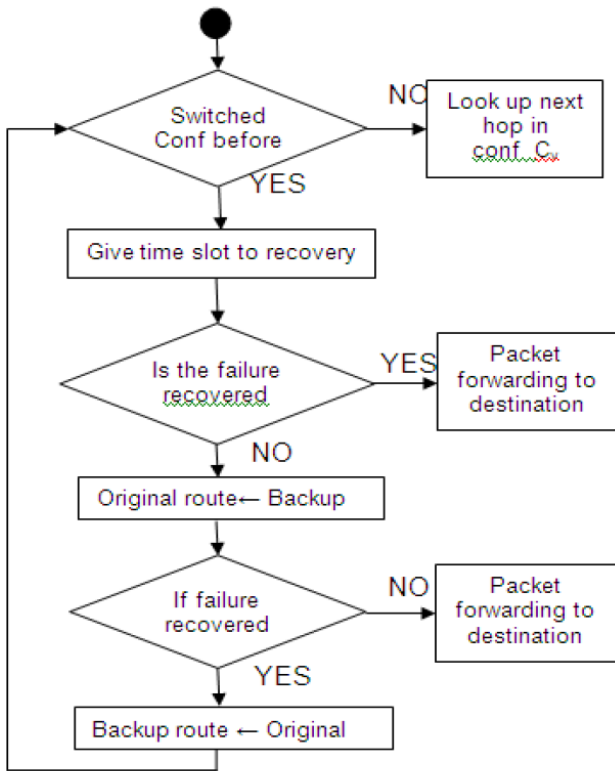 Switched
Conf before
NO
Look up next
hop in
conf C_v
YES
Give time slot to recovery
Is the failure
recovered
YES
Packet
forwarding to
destination
NO
Original route← Backup
If failure
recovered
NO
Packet
forwarding to
destination
YES
Backup route ← Original